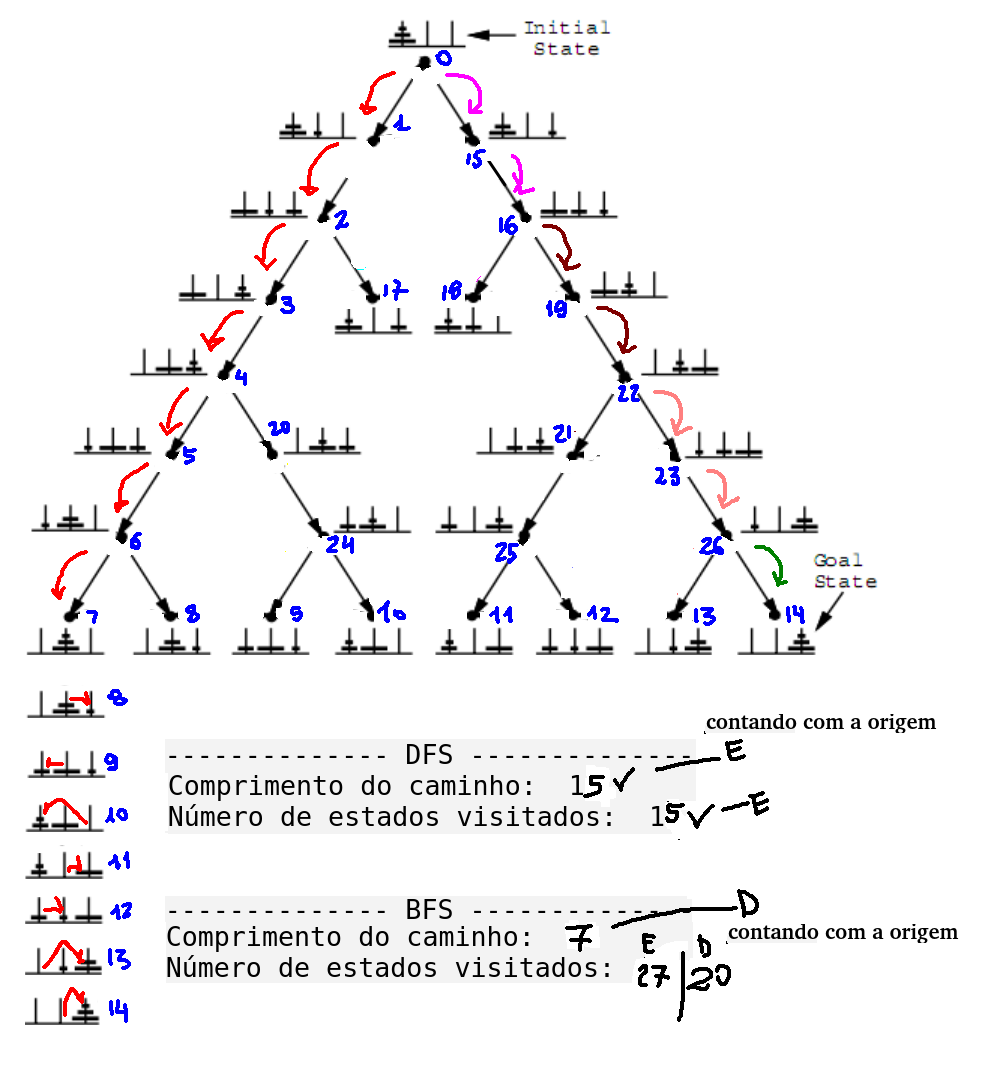 Initial
State
0
1
15
2
16
3
17
18
19
4
22
5
20
21
23
6
24
25
26
Goal
State
7
8
9
10
11
12
13
14
8
contando com a origem
-------------- DFS -------------- E
9
Comprimento do caminho: 15 ✓
10
Número de estados visitados: 15 ✓ E
11
12
-------------- BFS -------------- D
Comprimento do caminho: 7
contando com a origem
E D
13
Número de estados visitados: 27 | 20
14